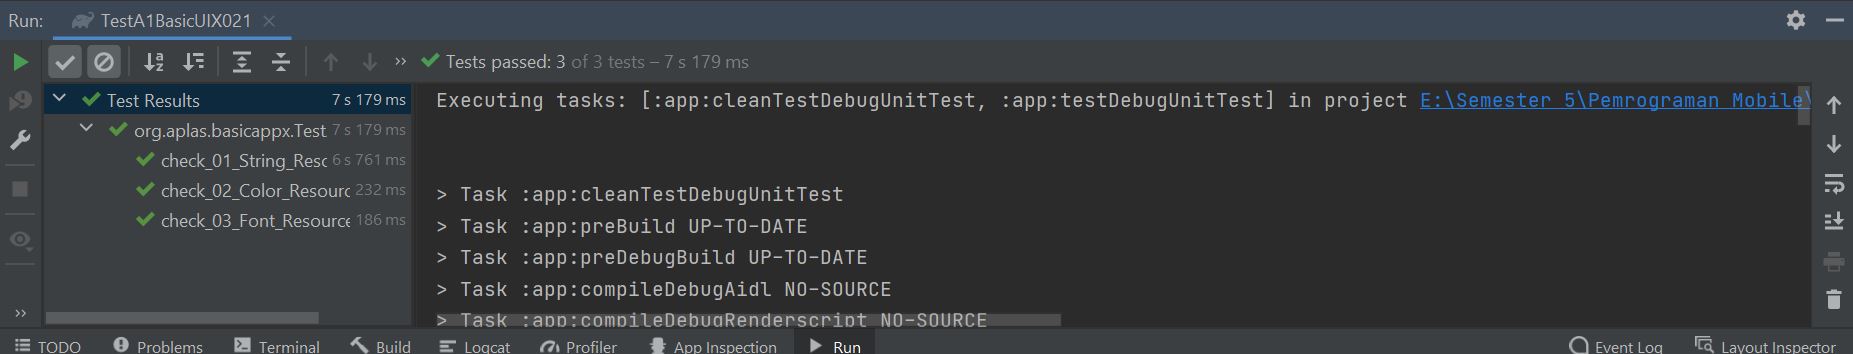 Run: TestA1BasicUIX021
Tests passed: 3 of 3 tests – 7 s 179 ms
Test Results 7 s 179 ms
org.aplas.basicappx.Test 7 s 179 ms
check_01_String_Resc 6 s 761 ms
check_02_Color_Resourc 232 ms
check_03_Font_Resource 186 ms
Executing tasks: [:app:cleanTestDebugUnitTest, :app:testDebugUnitTest] in project E:\Semester 5\Pemrograman Mobile\
> Task :app:cleanTestDebugUnitTest
> Task :app:preBuild UP-TO-DATE
> Task :app:preDebugBuild UP-TO-DATE
> Task :app:compileDebugAidl NO-SOURCE
> Task :app:compileDebugRenderscript NO-SOURCE
TODO Problems Terminal Build Logcat Profiler App Inspection Run Event Log Layout Inspector